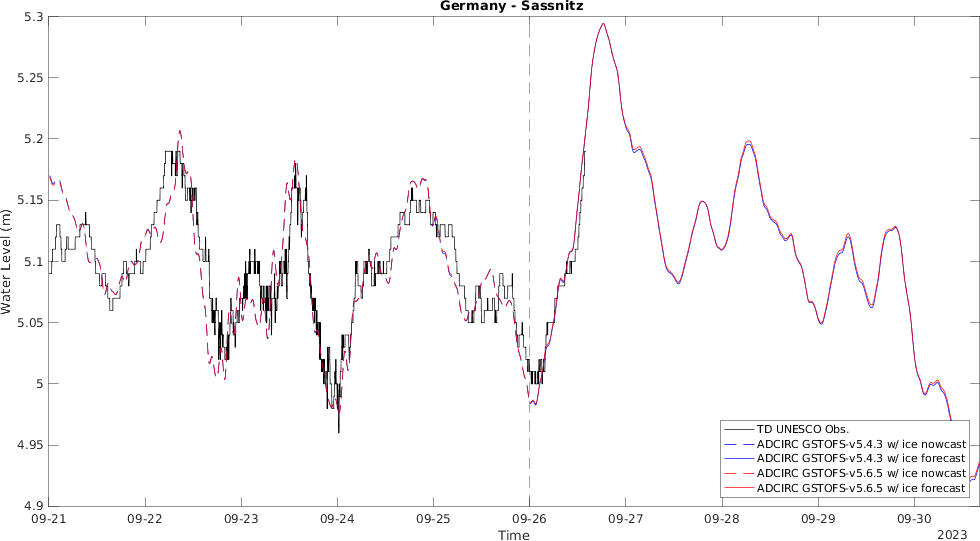 Germany - Sassnitz
5.3
5.25
5.2
5.15
5.1
5.05
5
4.95
4.9
Water Level (m)
09-21 09-22 09-23 09-24 09-25 09-26 09-27 09-28 09-29 09-30
Time
2023
TD UNESCO Obs.
ADCIRC GSTOFS-v5.4.3 w/ ice nowcast
ADCIRC GSTOFS-v5.4.3 w/ ice forecast
ADCIRC GSTOFS-v5.6.5 w/ ice nowcast
ADCIRC GSTOFS-v5.6.5 w/ ice forecast